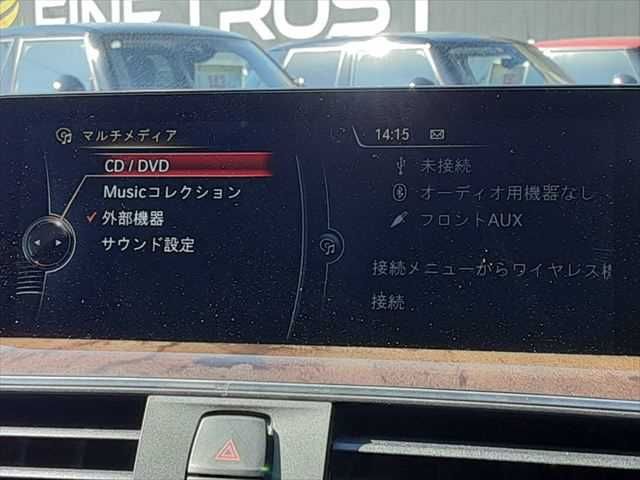 FINE TRUST
マルチメディア
CD / DVD
Musicコレクション
✓外部機器
サウンド設定
14:15
未接続
オーディオ用機器なし
フロントAUX
接続メニューからワイヤレス機
接続